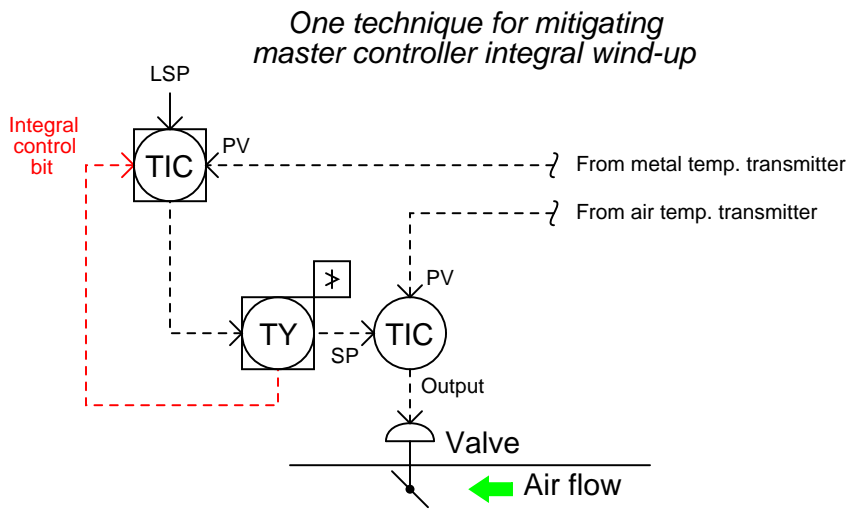 One technique for mitigating
master controller integral wind-up
LSP
Integral
control
bit
TIC
PV
From metal temp. transmitter
From air temp. transmitter
PV
TY
SP
TIC
Output
Valve
Air flow